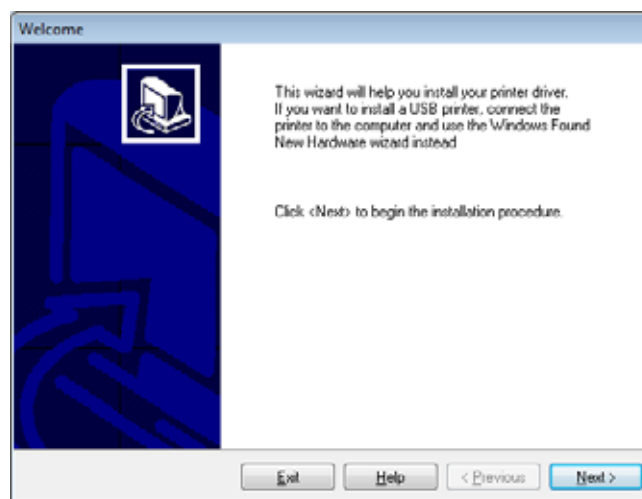 Welcome
This wizard will help you install your printer driver.
If you want to install a USB printer, connect the
printer to the computer and use the Windows Found
New Hardware wizard instead
Click <Next> to begin the installation procedure.
Exit Help < Previous Next >